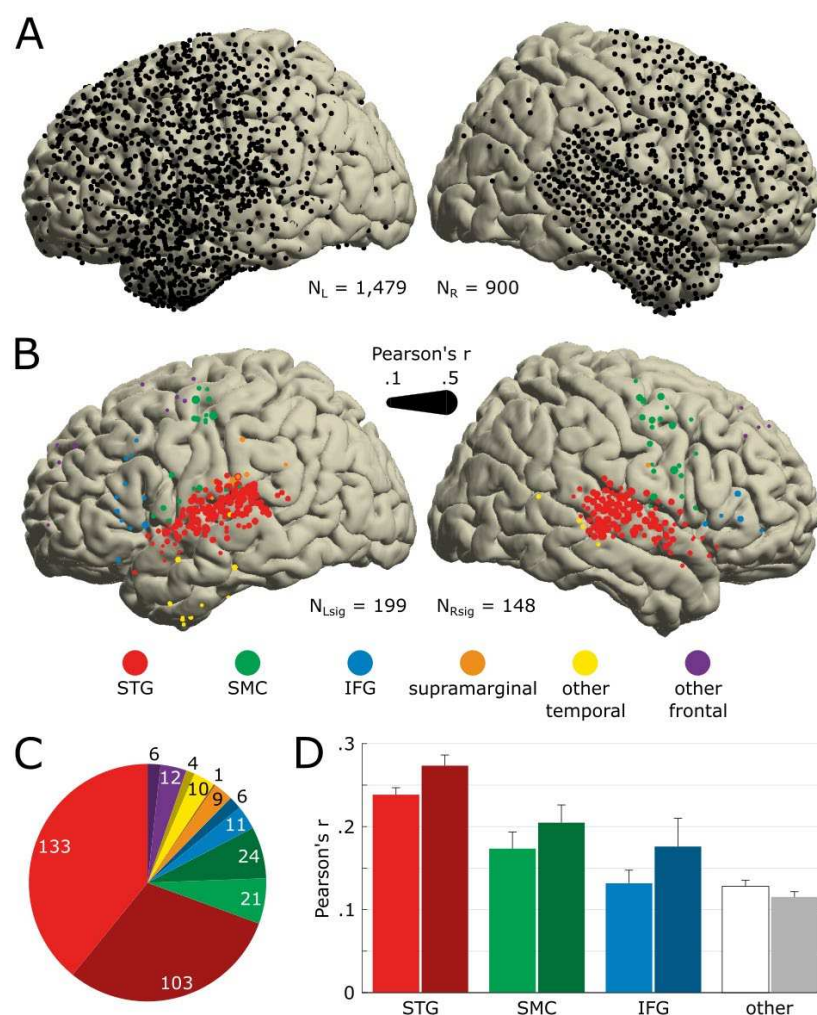 A
N_L = 1,479
N_R = 900
B
Pearson's r
.1
.5
N_Lsig = 199
N_Rsig = 148
STG
SMC
IFG
supramarginal
other temporal
other frontal
C
6
12
4
10
1
9
6
11
24
21
103
133
D
Pearson's r
.3
.2
.1
0
STG
SMC
IFG
other